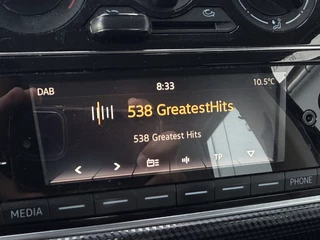 DAB 8:33 10.5°C
538 GreatestHits
538 Greatest Hits
TP
MEDIA PHONE